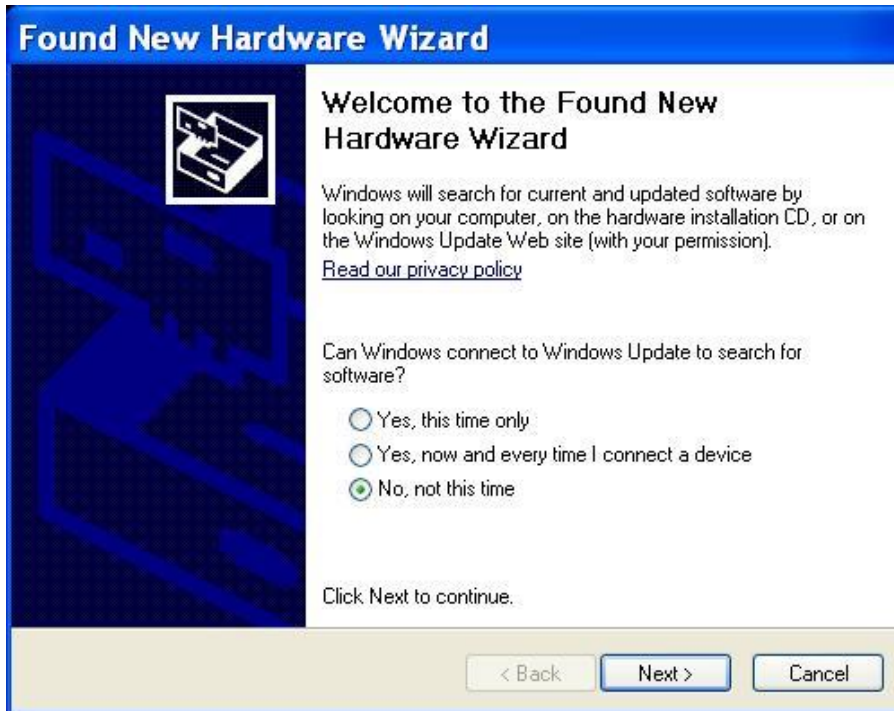 Found New Hardware Wizard
Welcome to the Found New
Hardware Wizard
Windows will search for current and updated software by
looking on your computer, on the hardware installation CD, or on
the Windows Update Web site (with your permission).
Read our privacy policy
Can Windows connect to Windows Update to search for
software?
Yes, this time only
Yes, now and every time I connect a device
No, not this time
Click Next to continue.
< Back
Next >
Cancel